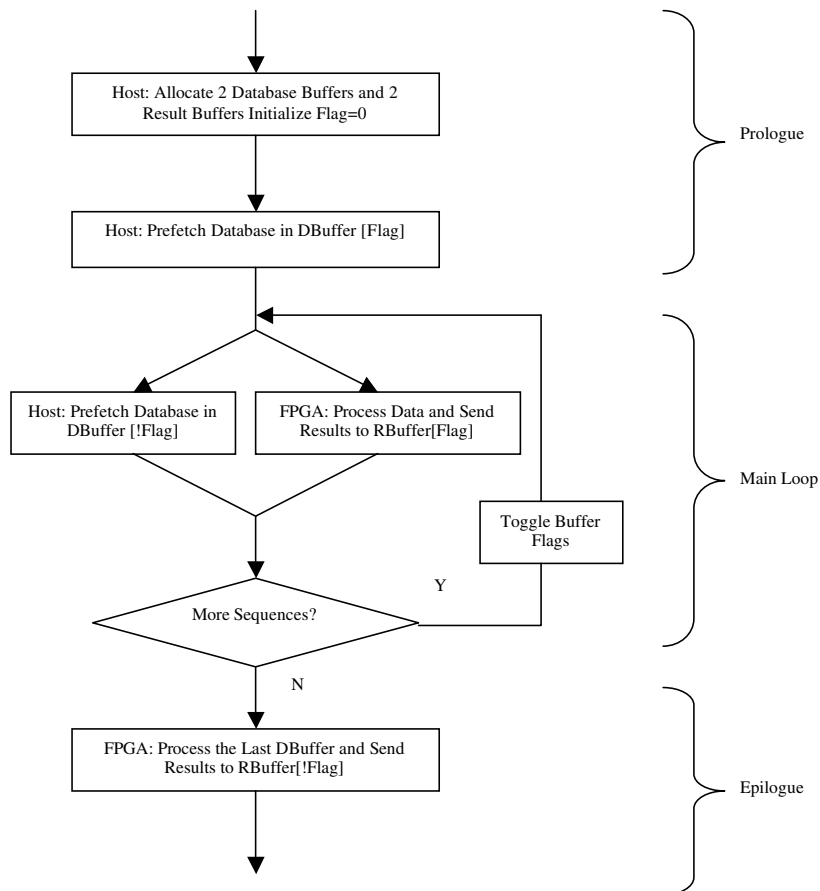 Host: Allocate 2 Database Buffers and 2
Result Buffers Initialize Flag=0
Prologue
Host: Prefetch Database in DBuffer [Flag]
Host: Prefetch Database in
DBuffer [!Flag]
FPGA: Process Data and Send
Results to RBuffer[Flag]
Main Loop
Toggle Buffer
Flags
Y
More Sequences?
N
FPGA: Process the Last DBuffer and Send
Results to RBuffer[!Flag]
Epilogue